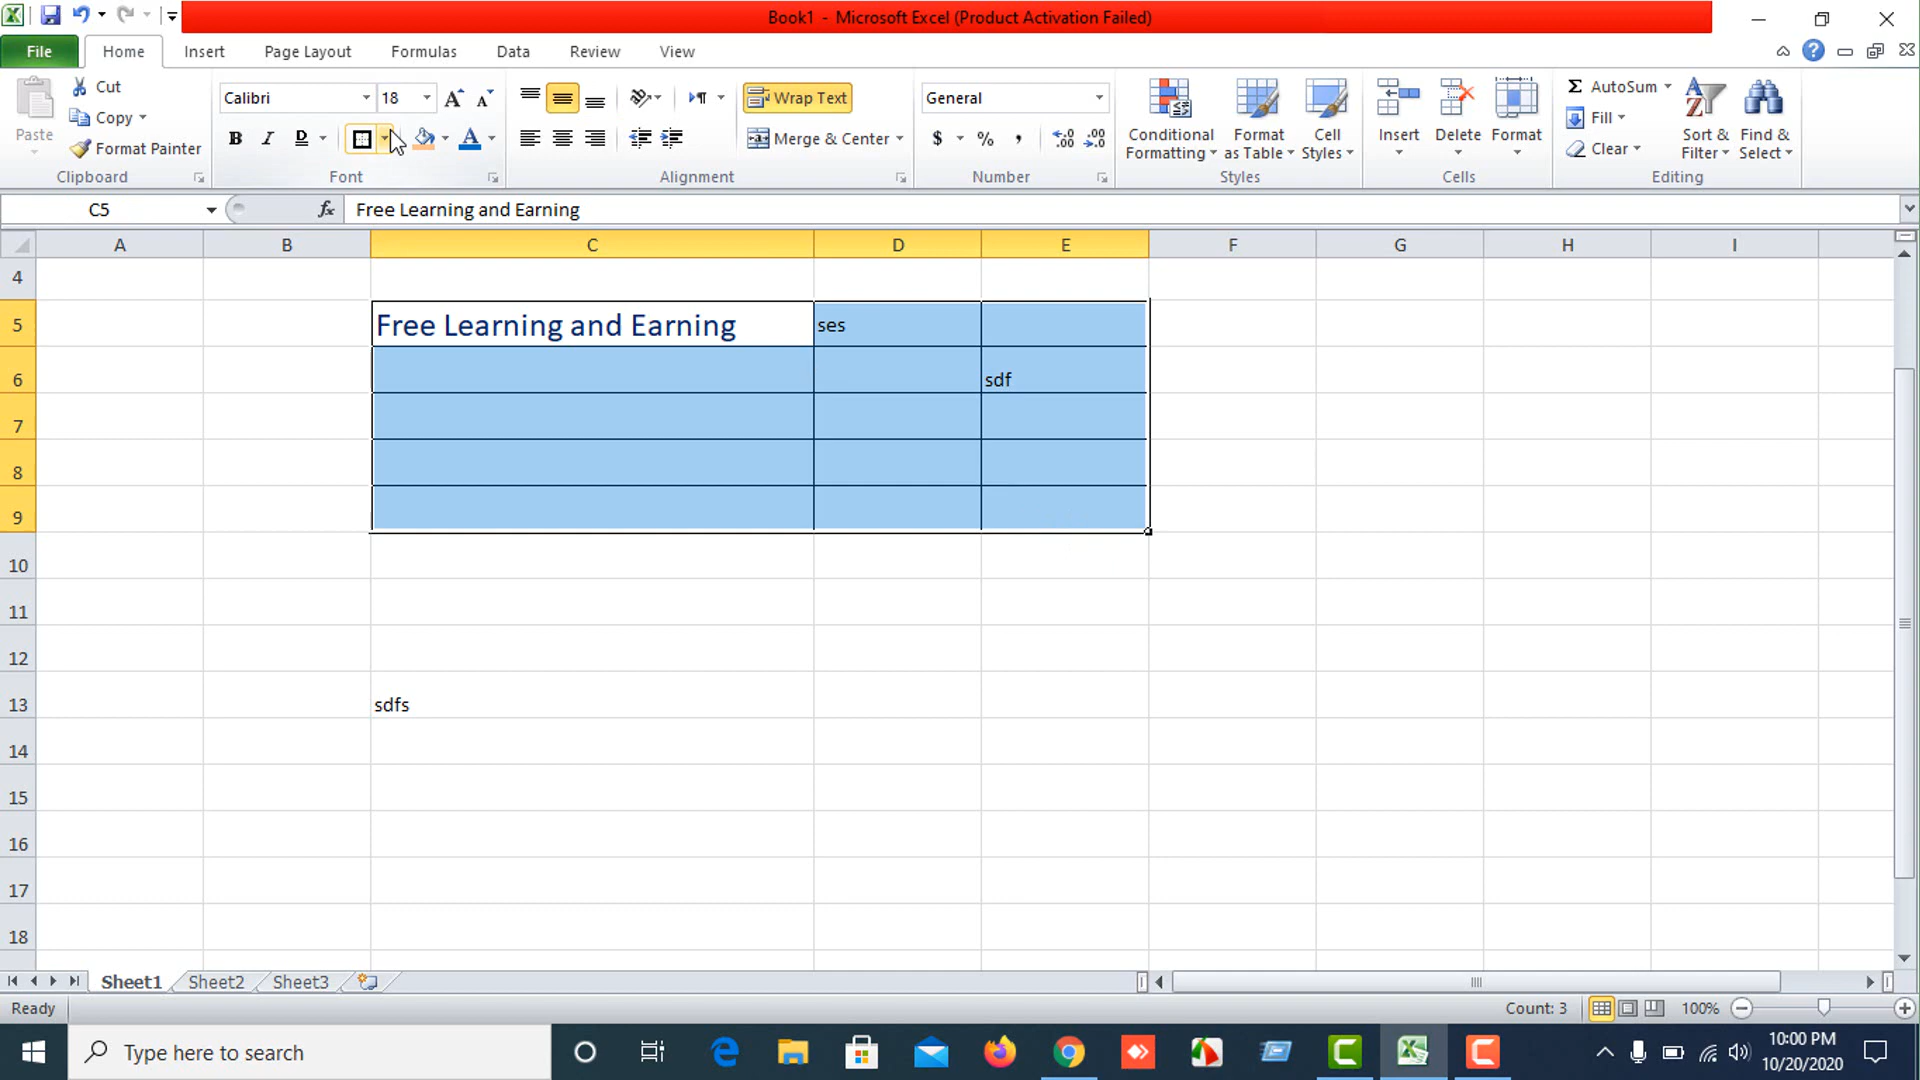 Book1 - Microsoft Excel (Product Activation Failed)
File Home Insert Page Layout Formulas Data Review View
Paste
Cut
Copy
Format Painter
Clipboard
Calibri 18
B I D A
Font
Wrap Text
Merge & Center
Alignment
General
$ % ,
Number
Conditional Formatting
Format as Table
Cell Styles
Styles
Insert Delete Format
Cells
Σ AutoSum
Fill
Clear
Sort & Filter
Find & Select
Editing
C5 fx Free Learning and Earning
A B C D E F G H I
4
5 Free Learning and Earning ses
6 sdf
7
8
9
10
11
12
13 sdfs
14
15
16
17
18
Sheet1 Sheet2 Sheet3
Ready Count: 3 100%
Type here to search
10:00 PM
10/20/2020